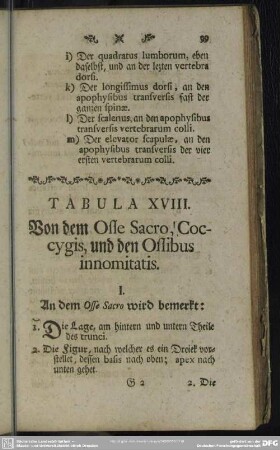 99
i) Der quadratus lumborum, eben
daselbst, und an der lezten vertebra
dorsi.
k) Der longissimus dorsi, an den
apophysibus transversis fast der
ganzen spinæ.
l) Der scalenus, an den apophysibus
transversis vertebrarum colli.
m) Der elevator scapulæ, an den
apophysibus transversis der vier
ersten vertebrarum colli.
TABULA XVIII.
Von dem Osse Sacro, Coc-
cygis, und den Ossibus
innomitatis.
I.
An dem Osse Sacro wird bemerkt:
1. Die Lage, am hintern und untern Theile
des trunci.
2. Die Figur, nach welcher es ein Dreiek vor-
stellet, dessen basis nach oben; apex nach
unten gehet.
G 2
2. Die